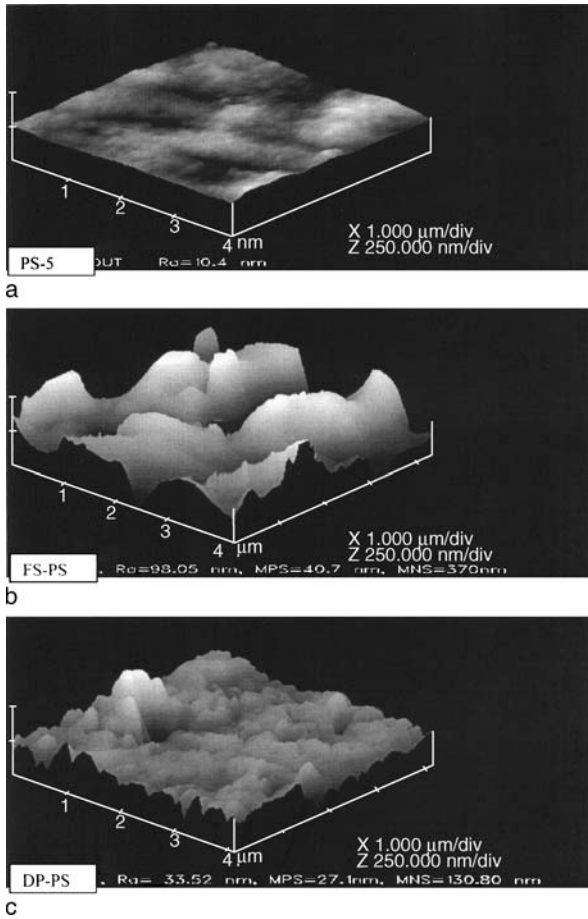 1
2
3
4 nm
X 1.000 µm/div
Z 250.000 nm/div
PS-5 OUT Ra=10.4 nm
a
1
2
3
4 µm
X 1.000 µm/div
Z 250.000 nm/div
FS-PS , Ra=98.05 nm, MPS=40.7 nm, MNS=370nm
b
1
2
3
4 µm
X 1.000 µm/div
Z 250.000 nm/div
DP-PS , Ra= 33.52 nm, MPS=27.1nm, MNS=130.80 nm
c